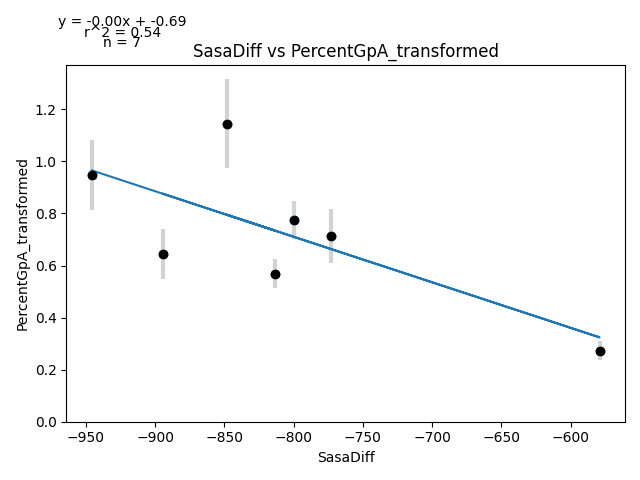 y = -0.00x + -0.69
r^2 = 0.54
n = 7
SasaDiff vs PercentGpA_transformed
PercentGpA_transformed
1.2
1.0
0.8
0.6
0.4
0.2
0.0
−950
−900
−850
−800
−750
−700
−650
−600
SasaDiff